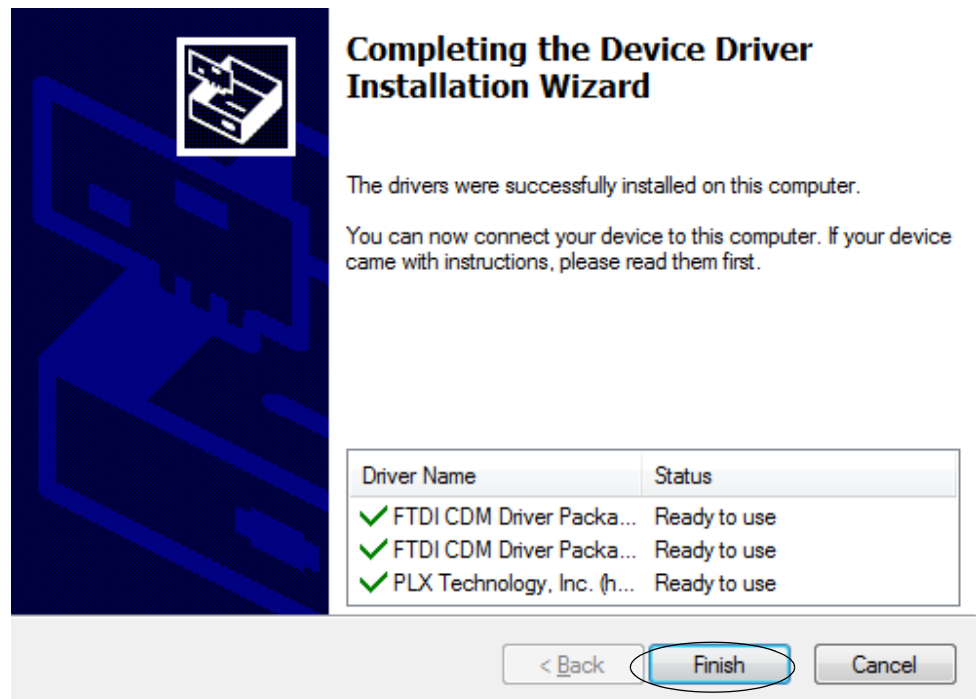 Completing the Device Driver
Installation Wizard
The drivers were successfully installed on this computer.
You can now connect your device to this computer. If your device
came with instructions, please read them first.
Driver Name Status
FTDI CDM Driver Packa... Ready to use
FTDI CDM Driver Packa... Ready to use
PLX Technology, Inc. (h... Ready to use
< Back Finish Cancel